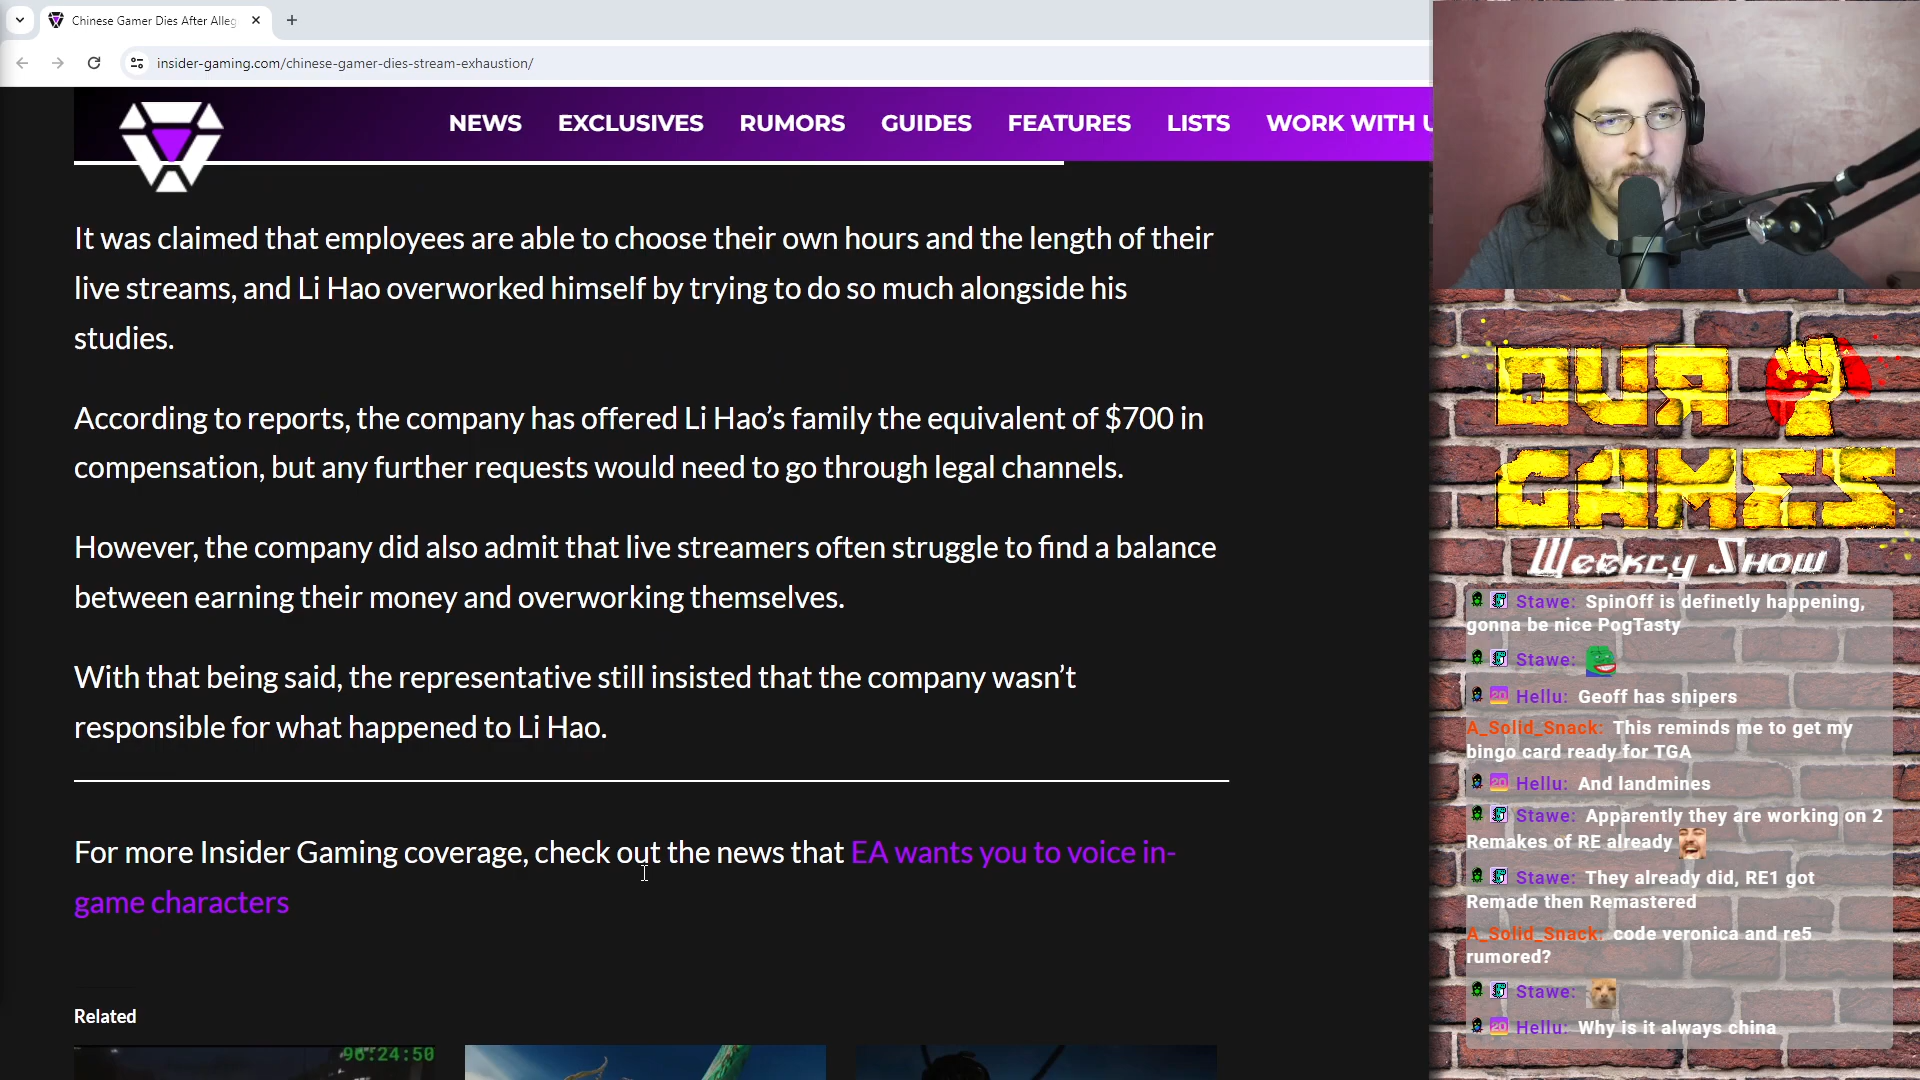 Chinese Gamer Dies After Alleg
insider-gaming.com/chinese-gamer-dies-stream-exhaustion/
NEWS EXCLUSIVES RUMORS GUIDES FEATURES LISTS WORK WITH U
It was claimed that employees are able to choose their own hours and the length of their
live streams, and Li Hao overworked himself by trying to do so much alongside his
studies.
According to reports, the company has offered Li Hao’s family the equivalent of $700 in
compensation, but any further requests would need to go through legal channels.
However, the company did also admit that live streamers often struggle to find a balance
between earning their money and overworking themselves.
With that being said, the representative still insisted that the company wasn’t
responsible for what happened to Li Hao.
For more Insider Gaming coverage, check out the news that EA wants you to voice in-
game characters
Related
96:24:50
OUR
GAMES
Weekly Show
Stawe: SpinOff is definetly happening,
gonna be nice PogTasty
Stawe:
Hellu: Geoff has snipers
A_Solid_Snack: This reminds me to get my
bingo card ready for TGA
20 Hellu: And landmines
Stawe: Apparently they are working on 2
Remakes of RE already
Stawe: They already did, RE1 got
Remade then Remastered
A_Solid_Snack: code veronica and re5
rumored?
Stawe:
20 Hellu: Why is it always china